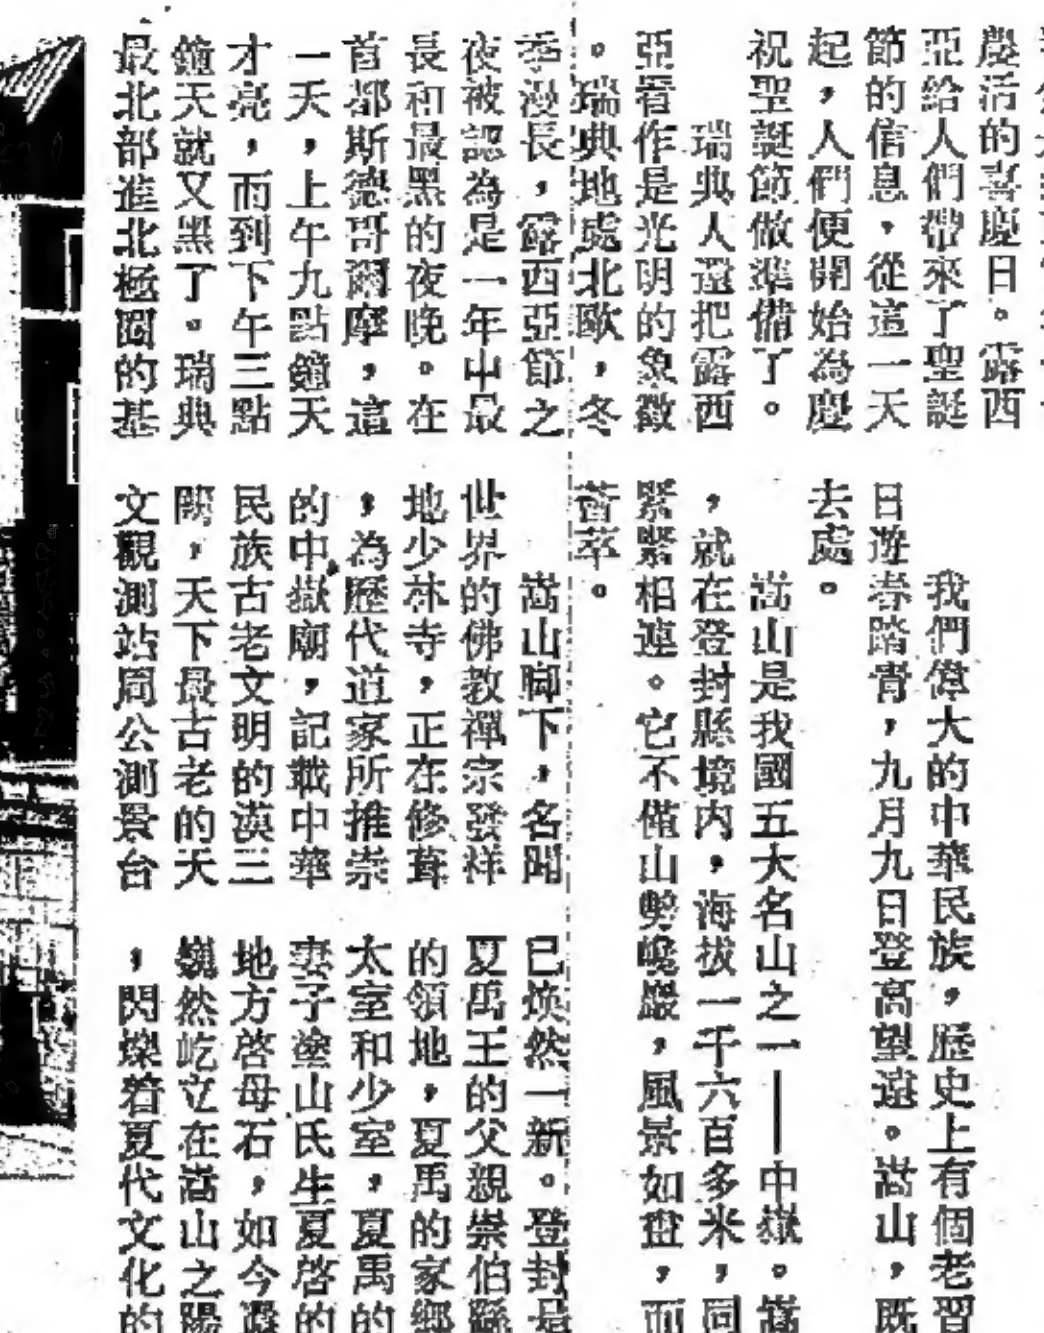 活的喜慶日。露西
亞給人們帶來了聖誕
節的信息，從這一天
起，人們便開始為慶
祝聖誕節做準備了。
瑞典人還把露西
亞看作是光明的象徵
。瑞典地處北歐，冬
季漫長，露西亞節之
夜被認為是一年中最
長和最黑的夜晚。在
首都斯德哥爾摩，這
一天，上午九點鐘天
才亮，而到下午三點
鐘天就又黑了。瑞典
最北部進北極圈的基
我們偉大的中華民族，歷史上有個老習
日遊春踏青，九月九日登高望遠。嵩山，既
去處。
嵩山是我國五大名山之一——中嶽。嵩
，就在登封縣境内，海拔一千六百多米，同
緊緊相連。它不僅山勢巉巖，風景如畫，而
薈萃。
嵩山脚下，名聞
世界的佛教禪宗發祥
地少林寺，正在修葺
，為歷代道家所推崇
的中嶽廟，記載中華
民族古老文明的漢三
闕，天下最古老的天
文觀測站周公測景台
已煥然一新。登封是
夏禹王的父親崇伯鯀
的領地，夏禹的家鄉
太室和少室，夏禹的
妻子塗山氏生夏啓的
地方啓母石，如今還
巍然屹立在嵩山之陽
，閃爍着夏代文化的